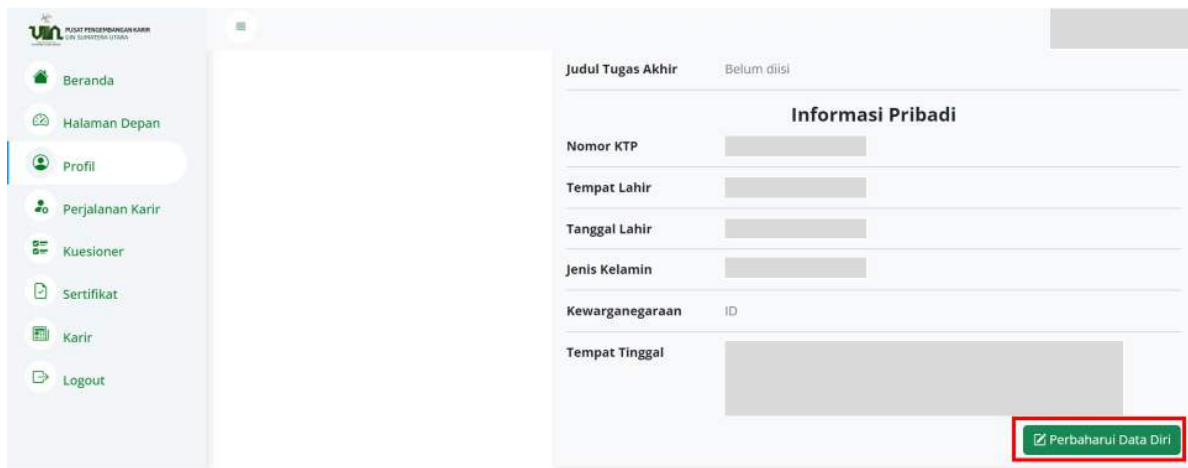 UIN PUSAT PENGEMBANGAN KARIR
UIN SUMATERA UTARA
Beranda
Halaman Depan
Profil
Perjalanan Karir
Kuesioner
Sertifikat
Karir
Logout
Judul Tugas Akhir Belum diisi
Informasi Pribadi
Nomor KTP
Tempat Lahir
Tanggal Lahir
Jenis Kelamin
Kewarganegaraan ID
Tempat Tinggal
Perbaharui Data Diri